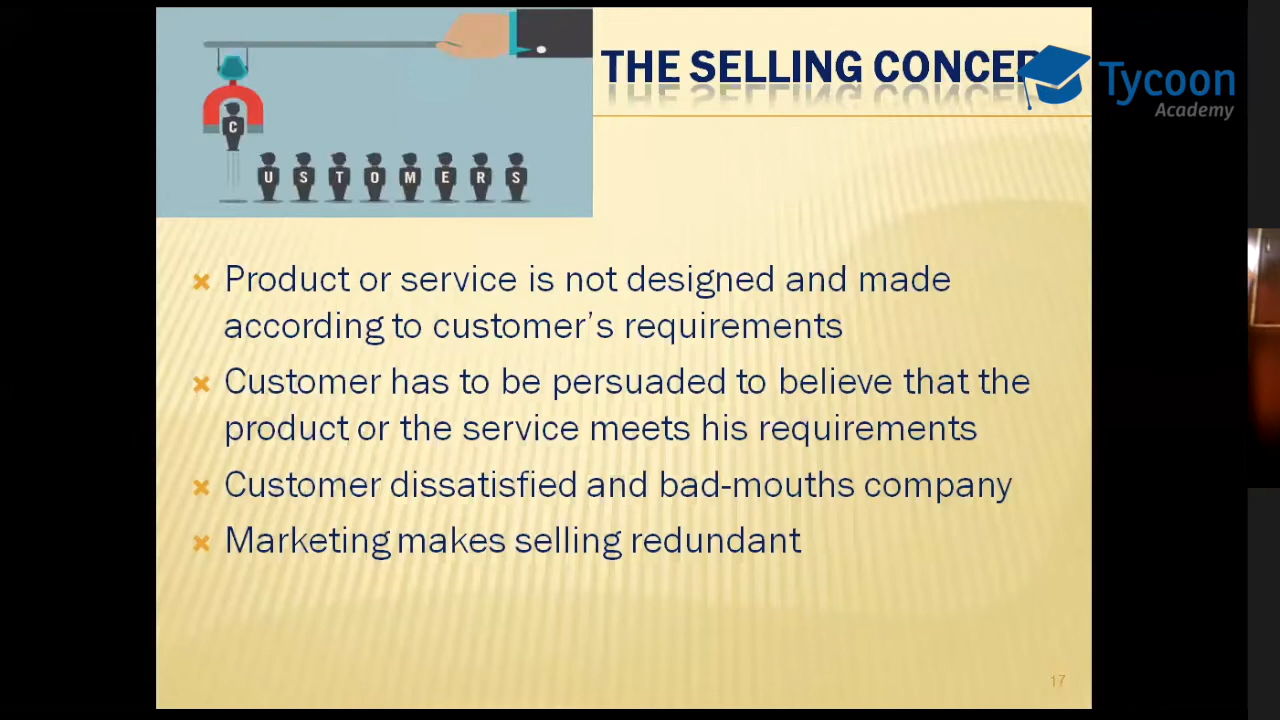 THE SELLING CONCEP
Tycoon
Academy
C
U S T O M E R S
Product or service is not designed and made
according to customer’s requirements
Customer has to be persuaded to believe that the
product or the service meets his requirements
Customer dissatisfied and bad-mouths company
Marketing makes selling redundant
17